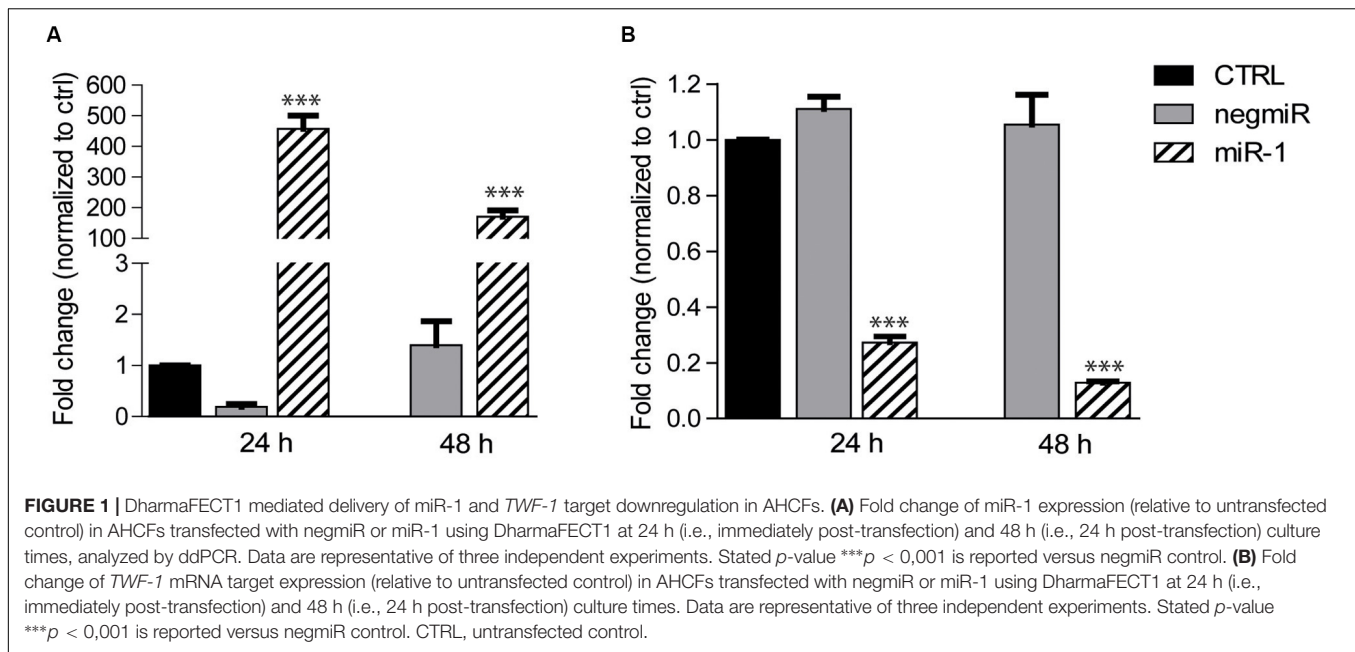 A
Fold change (normalized to ctrl)
600
500
400
300
200
100
3
2
1
0
***
***
24 h
48 h
B
Fold change (normalized to ctrl)
1.2
1.0
0.8
0.6
0.4
0.2
0.0
***
***
24 h
48 h
CTRL
negmiR
miR-1
FIGURE 1 | DharmaFECT1 mediated delivery of miR-1 and TWF-1 target downregulation in AHCFs. (A) Fold change of miR-1 expression (relative to untransfected
control) in AHCFs transfected with negmiR or miR-1 using DharmaFECT1 at 24 h (i.e., immediately post-transfection) and 48 h (i.e., 24 h post-transfection) culture
times, analyzed by ddPCR. Data are representative of three independent experiments. Stated p-value ***p < 0,001 is reported versus negmiR control. (B) Fold
change of TWF-1 mRNA target expression (relative to untransfected control) in AHCFs transfected with negmiR or miR-1 using DharmaFECT1 at 24 h (i.e.,
immediately post-transfection) and 48 h (i.e., 24 h post-transfection) culture times. Data are representative of three independent experiments. Stated p-value
***p < 0,001 is reported versus negmiR control. CTRL, untransfected control.